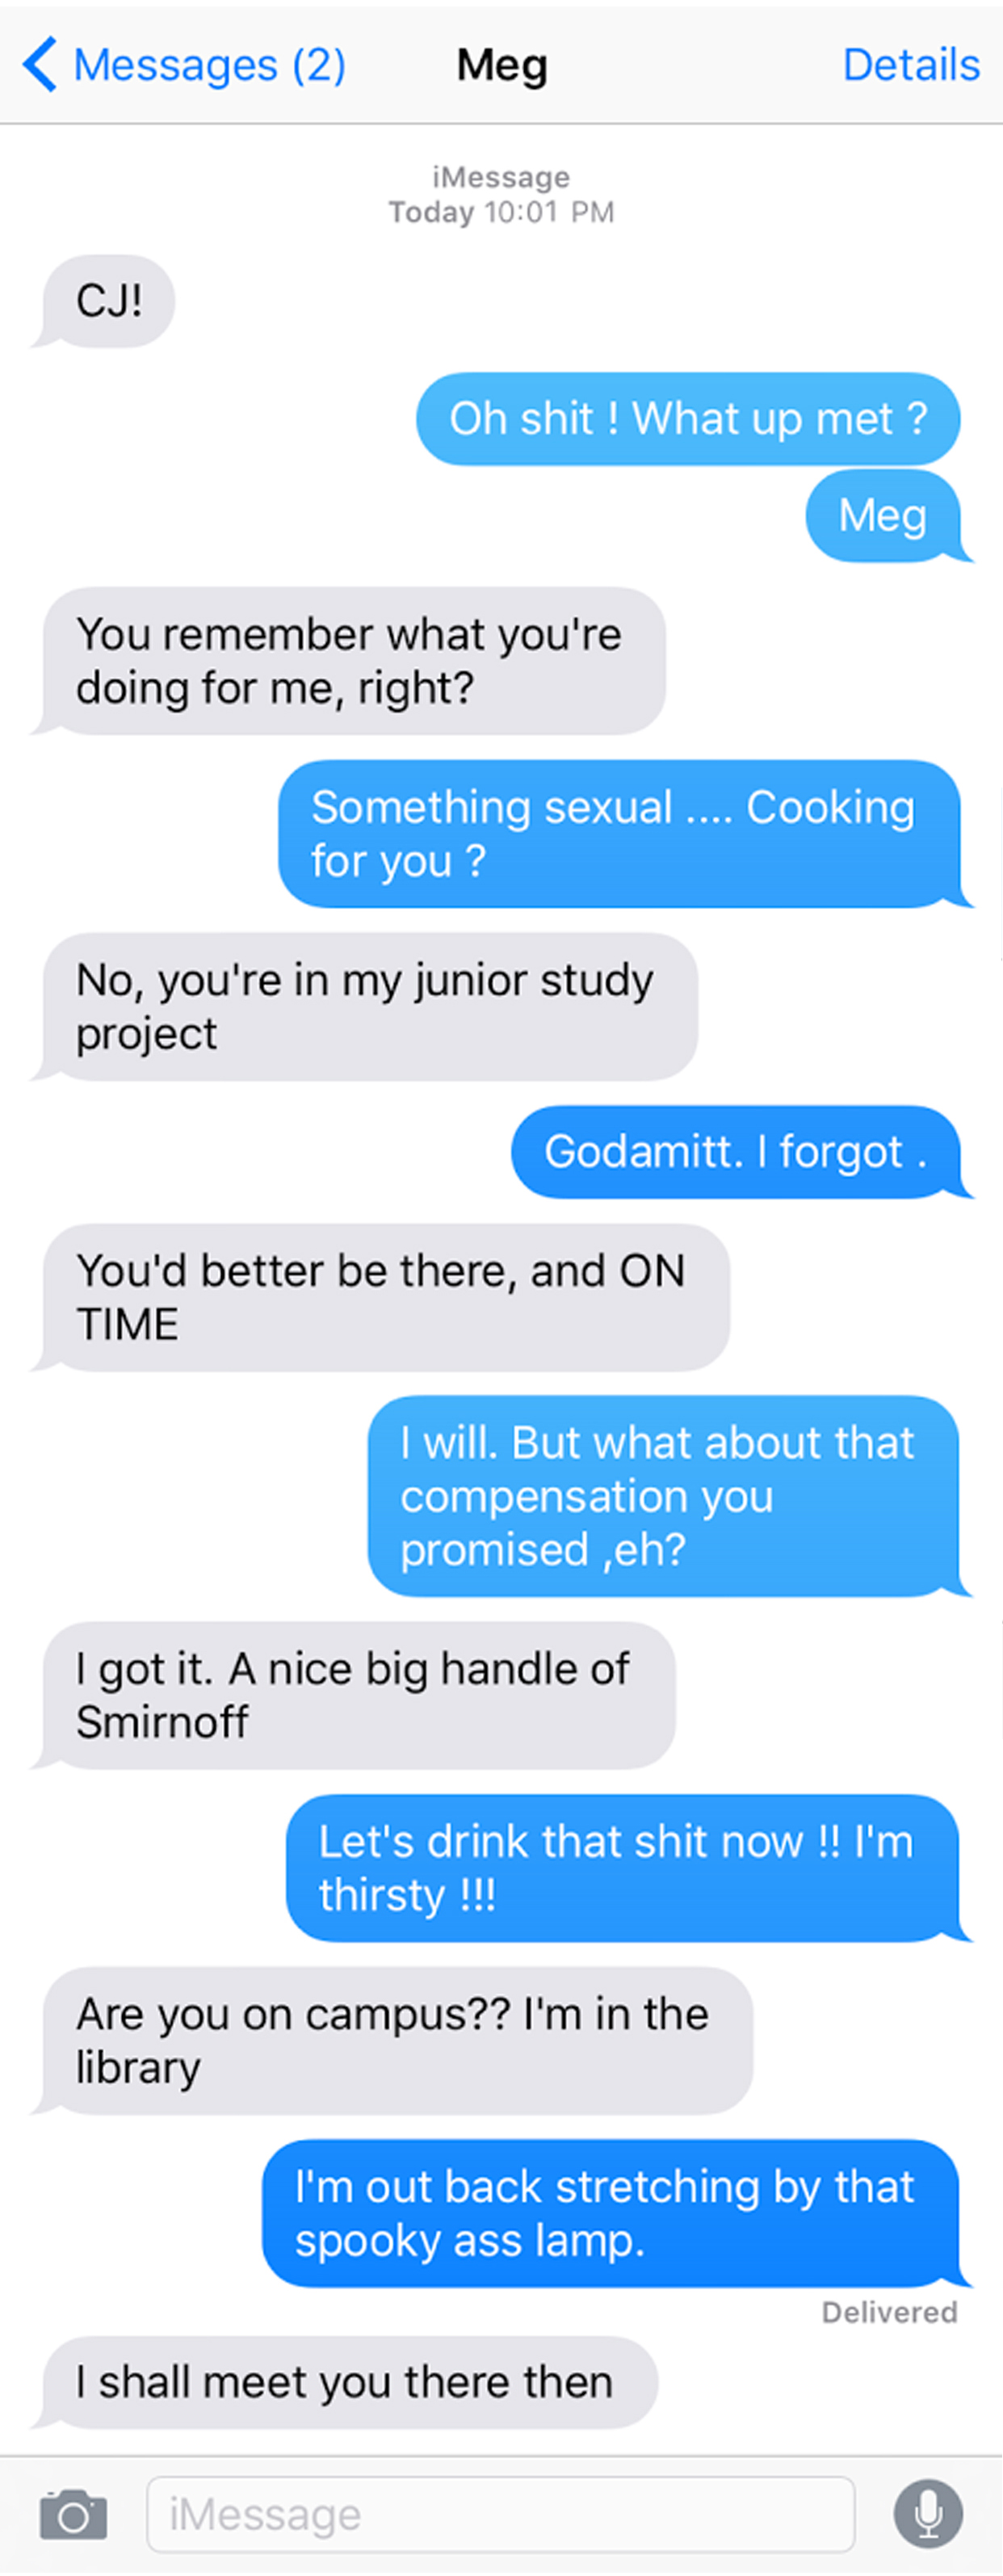 Messages (2) Meg Details
iMessage
Today 10:01 PM
CJ!
Oh shit ! What up met ?
Meg
You remember what you're
doing for me, right?
Something sexual .... Cooking
for you ?
No, you're in my junior study
project
Godamitt. I forgot .
You'd better be there, and ON
TIME
I will. But what about that
compensation you
promised ,eh?
I got it. A nice big handle of
Smirnoff
Let's drink that shit now !! I'm
thirsty !!!
Are you on campus?? I'm in the
library
I'm out back stretching by that
spooky ass lamp.
Delivered
I shall meet you there then
iMessage